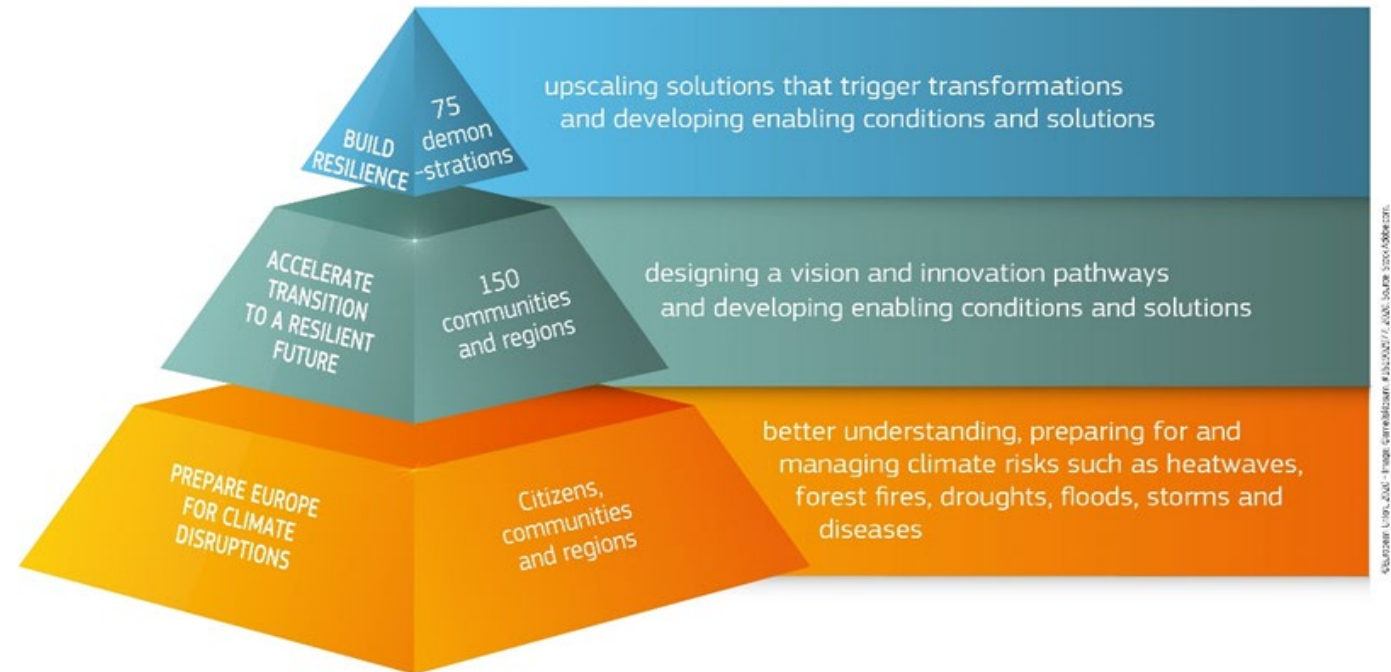 BUILD
RESILIENCE
75
demon
-strations
upscaling solutions that trigger transformations
and developing enabling conditions and solutions
ACCELERATE
TRANSITION
TO A RESILIENT
FUTURE
150
communities
and regions
designing a vision and innovation pathways
and developing enabling conditions and solutions
PREPARE EUROPE
FOR CLIMATE
DISRUPTIONS
Citizens,
communities
and regions
better understanding, preparing for and
managing climate risks such as heatwaves,
forest fires, droughts, floods, storms and
diseases